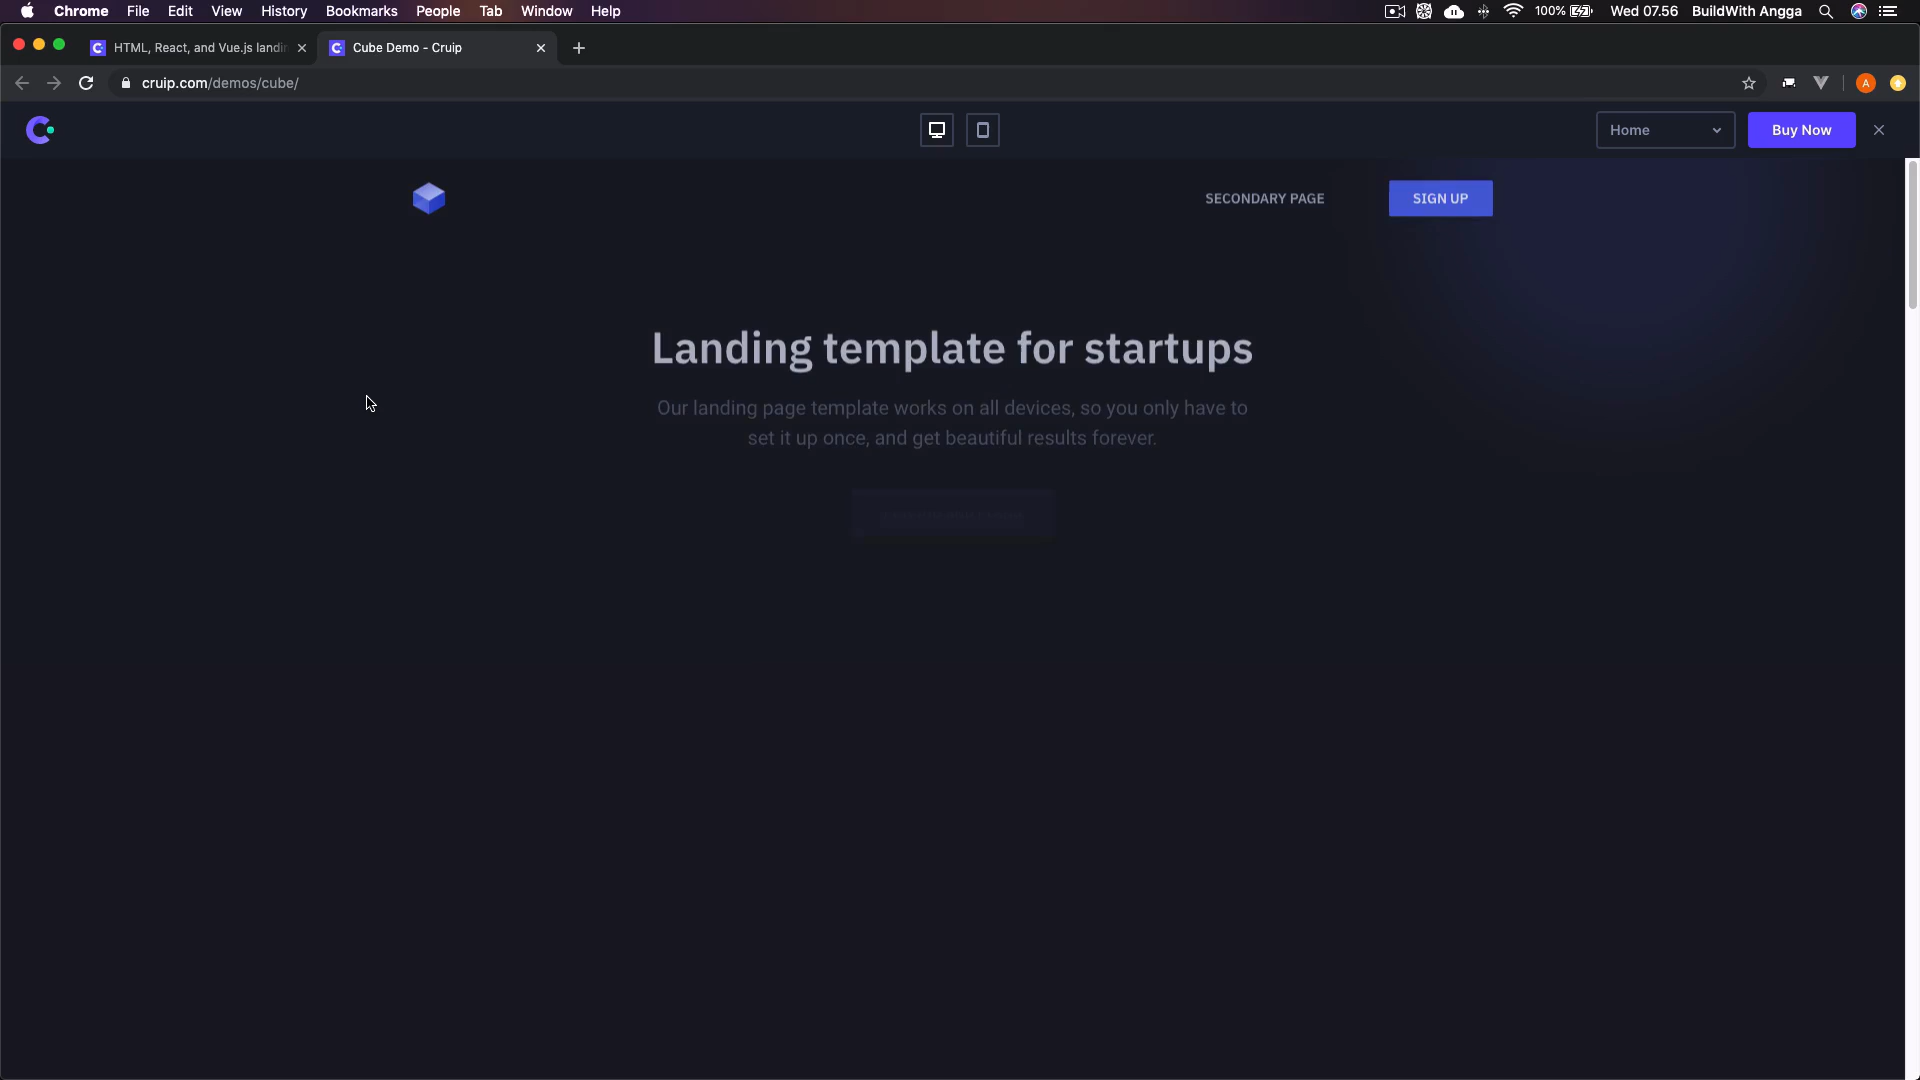 Chrome File Edit View History Bookmarks People Tab Window Help 100% Wed 07.56 BuildWith Angga
HTML, React, and Vue.js landin Cube Demo - Cruip
cruip.com/demos/cube/ A
Home Buy Now
SECONDARY PAGE SIGN UP
Landing template for startups
Our landing page template works on all devices, so you only have to
set it up once, and get beautiful results forever.